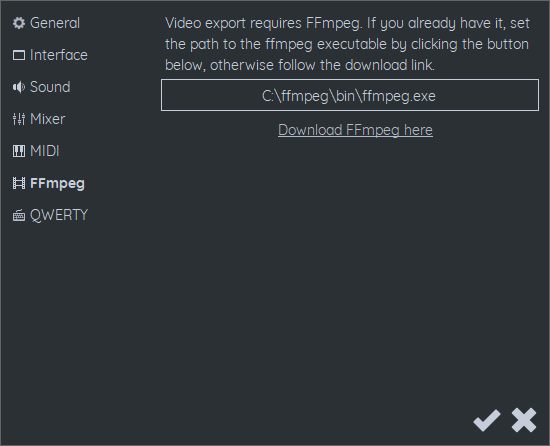 General
Interface
Sound
Mixer
MIDI
FFmpeg
QWERTY
Video export requires FFmpeg. If you already have it, set
the path to the ffmpeg executable by clicking the button
below, otherwise follow the download link.
C:\ffmpeg\bin\ffmpeg.exe
Download FFmpeg here